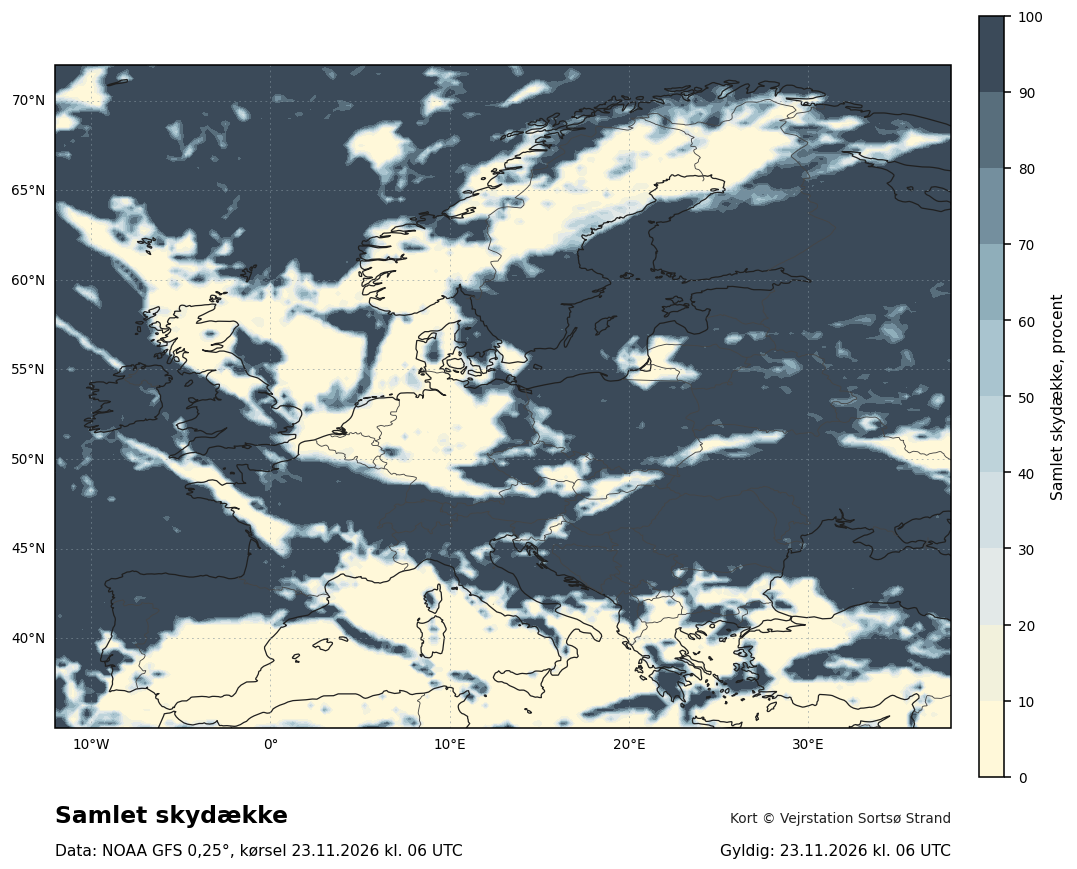 70°N
65°N
60°N
55°N
50°N
45°N
40°N
10°W
0°
10°E
20°E
30°E
100
90
80
70
60
50
40
30
20
10
0
Samlet skydække, procent
Samlet skydække
Kort © Vejrstation Sortsø Strand
Data: NOAA GFS 0,25°, kørsel 23.11.2026 kl. 06 UTC
Gyldig: 23.11.2026 kl. 06 UTC